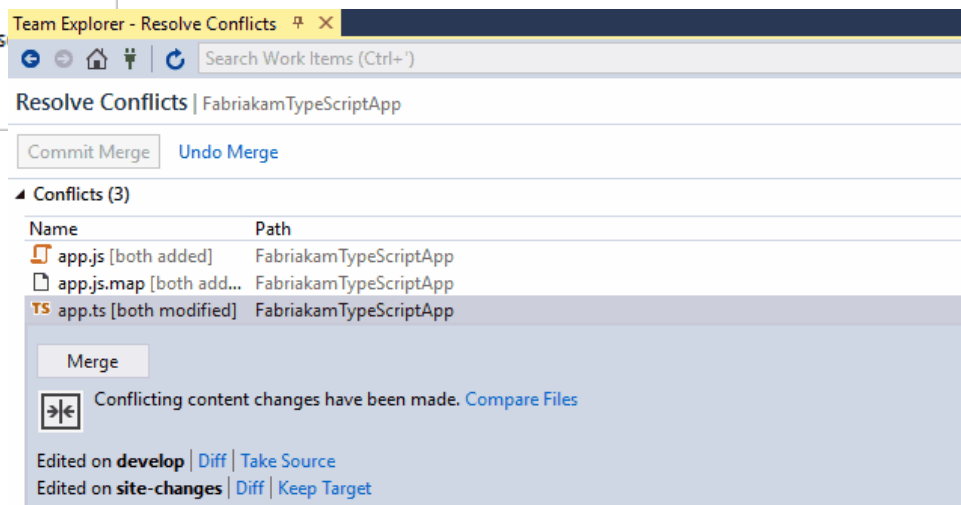 Team Explorer - Resolve Conflicts
Search Work Items (Ctrl+')
Resolve Conflicts | FabriakamTypeScriptApp
Commit Merge Undo Merge
Conflicts (3)
Name Path
app.js [both added] FabriakamTypeScriptApp
app.js.map [both add... FabriakamTypeScriptApp
TS app.ts [both modified] FabriakamTypeScriptApp
Merge
Conflicting content changes have been made. Compare Files
Edited on develop | Diff | Take Source
Edited on site-changes | Diff | Keep Target